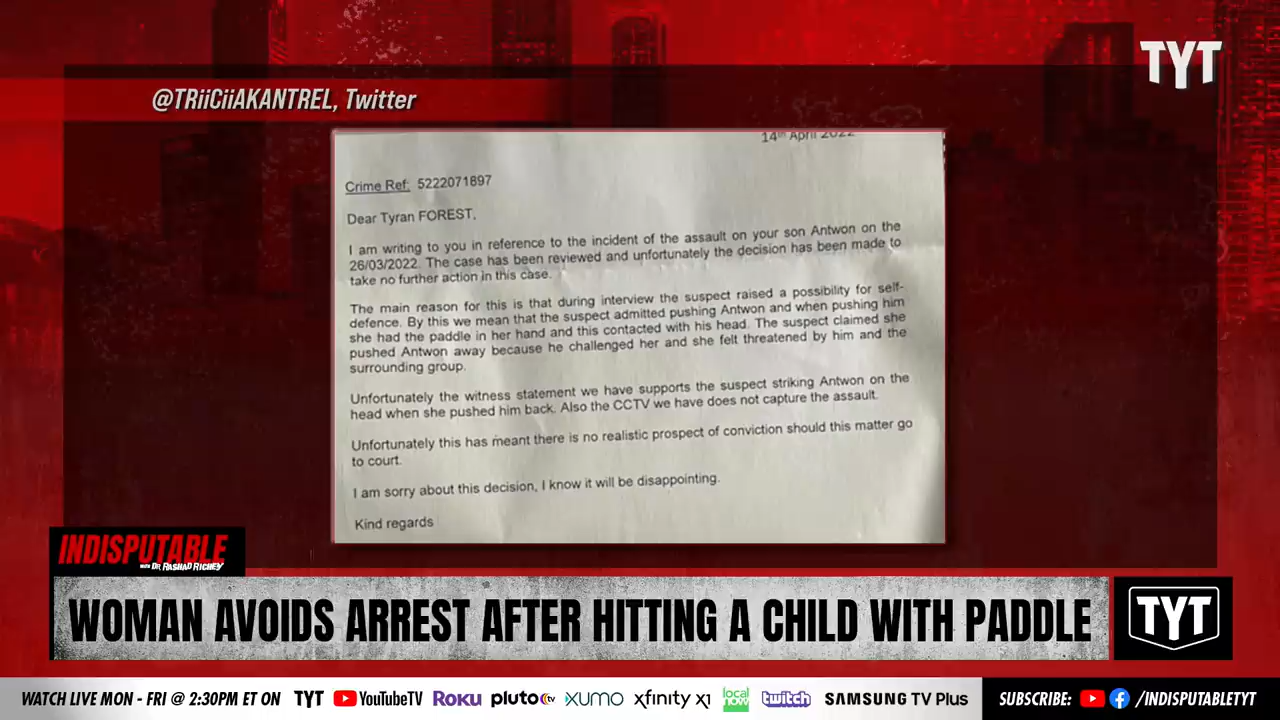 TYT
@TRiiCiiAKANTREL, Twitter
14th April 2022
Crime Ref: 5222071897
Dear Tyran FOREST,
I am writing to you in reference to the incident of the assault on your son Antwon on the
26/03/2022. The case has been reviewed and unfortunately the decision has been made to
take no further action in this case.
The main reason for this is that during interview the suspect raised a possibility for self-
defence. By this we mean that the suspect admitted pushing Antwon and when pushing him
she had the paddle in her hand and this contacted with his head. The suspect claimed she
pushed Antwon away because he challenged her and she felt threatened by him and the
surrounding group.
Unfortunately the witness statement we have supports the suspect striking Antwon on the
head when she pushed him back. Also the CCTV we have does not capture the assault.
Unfortunately this has meant there is no realistic prospect of conviction should this matter go
to court.
I am sorry about this decision, I know it will be disappointing.
Kind regards
INDISPUTABLE
WITH DR. RASHAD RICHEY
WOMAN AVOIDS ARREST AFTER HITTING A CHILD WITH PADDLE
TYT
WATCH LIVE MON - FRI @ 2:30PM ET ON TYT YouTubeTV ROKU pluto tv XUMO xfinity X1 local now twitch SAMSUNG TV Plus SUBSCRIBE: /INDISPUTABLETYT